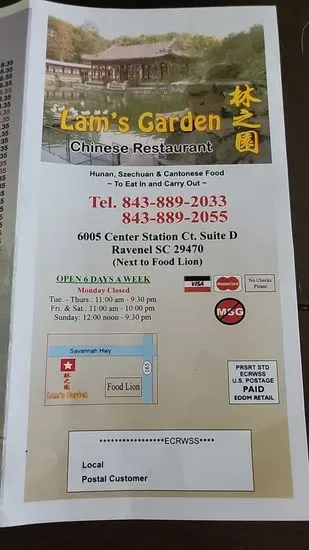 林之園
Lam's Garden
Chinese Restaurant
Hunan, Szechuan & Cantonese Food
~ To Eat In and Carry Out ~
Tel. 843-889-2033
843-889-2055
6005 Center Station Ct. Suite D
Ravenel SC 29470
(Next to Food Lion)
OPEN 6 DAYS A WEEK
Monday Closed
Tue. - Thurs.: 11:00 am - 9:30 pm
Fri. & Sat.: 11:00 am - 10:00 pm
Sunday: 12:00 noon - 9:30 pm
VISA
MasterCard
No Checks
Please
MSG
Savannah Hwy
林之園
Lam's Garden
Food Lion
PRSRT STD
ECRWSS
U.S. POSTAGE
PAID
EDDM RETAIL
****************ECRWSS****
Local
Postal Customer